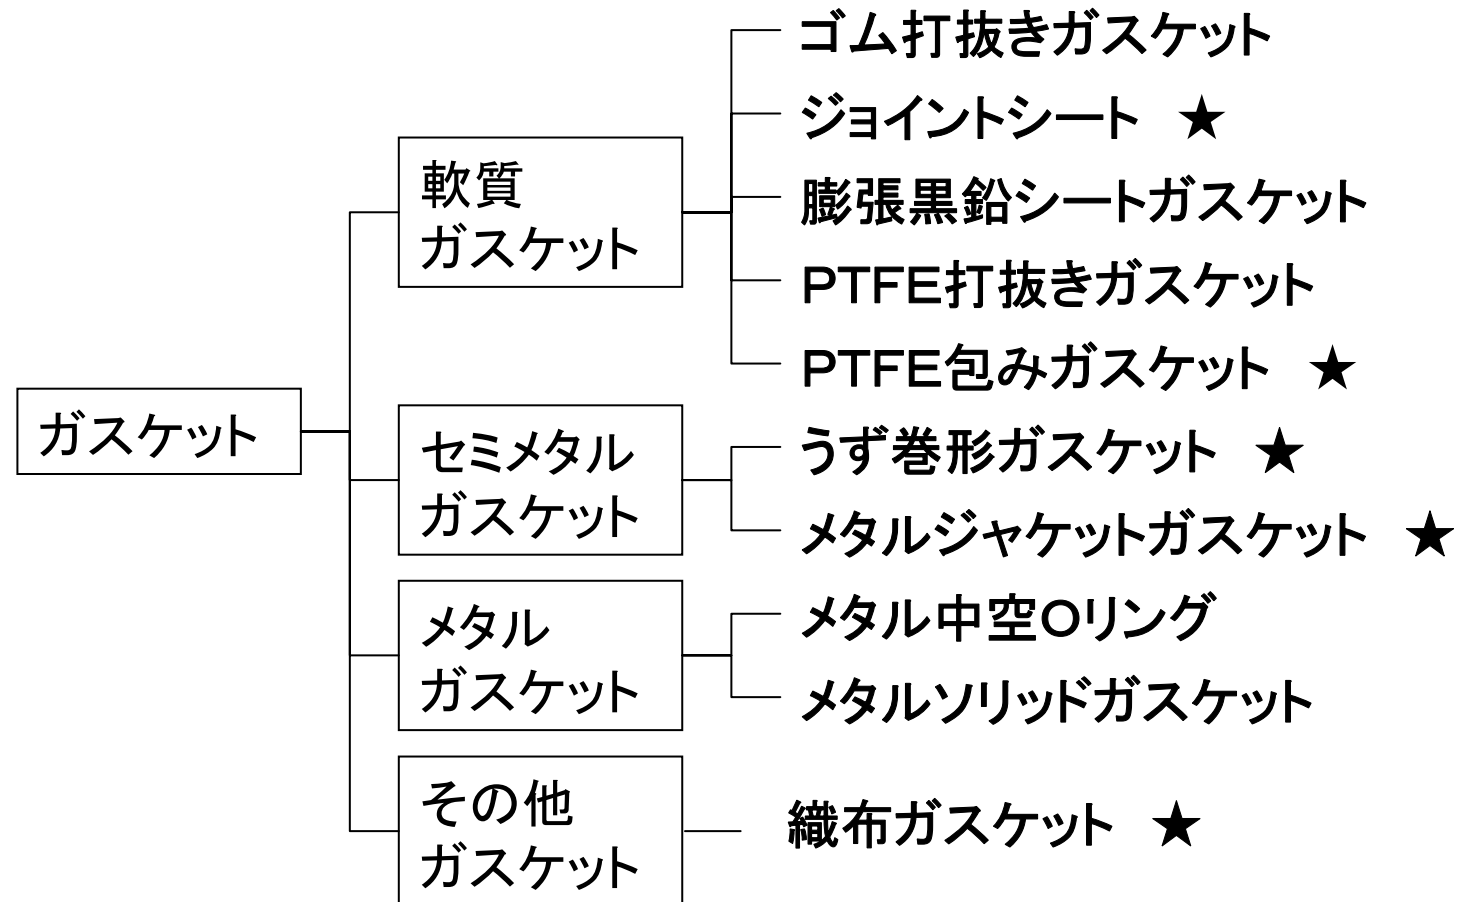 ガスケット
軟質
ガスケット
ゴム打抜きガスケット
ジョイントシート ★
膨張黒鉛シートガスケット
PTFE打抜きガスケット
PTFE包みガスケット ★
セミメタル
ガスケット
うず巻形ガスケット ★
メタルジャケットガスケット ★
メタル
ガスケット
メタル中空Oリング
メタルソリッドガスケット
その他
ガスケット
織布ガスケット ★